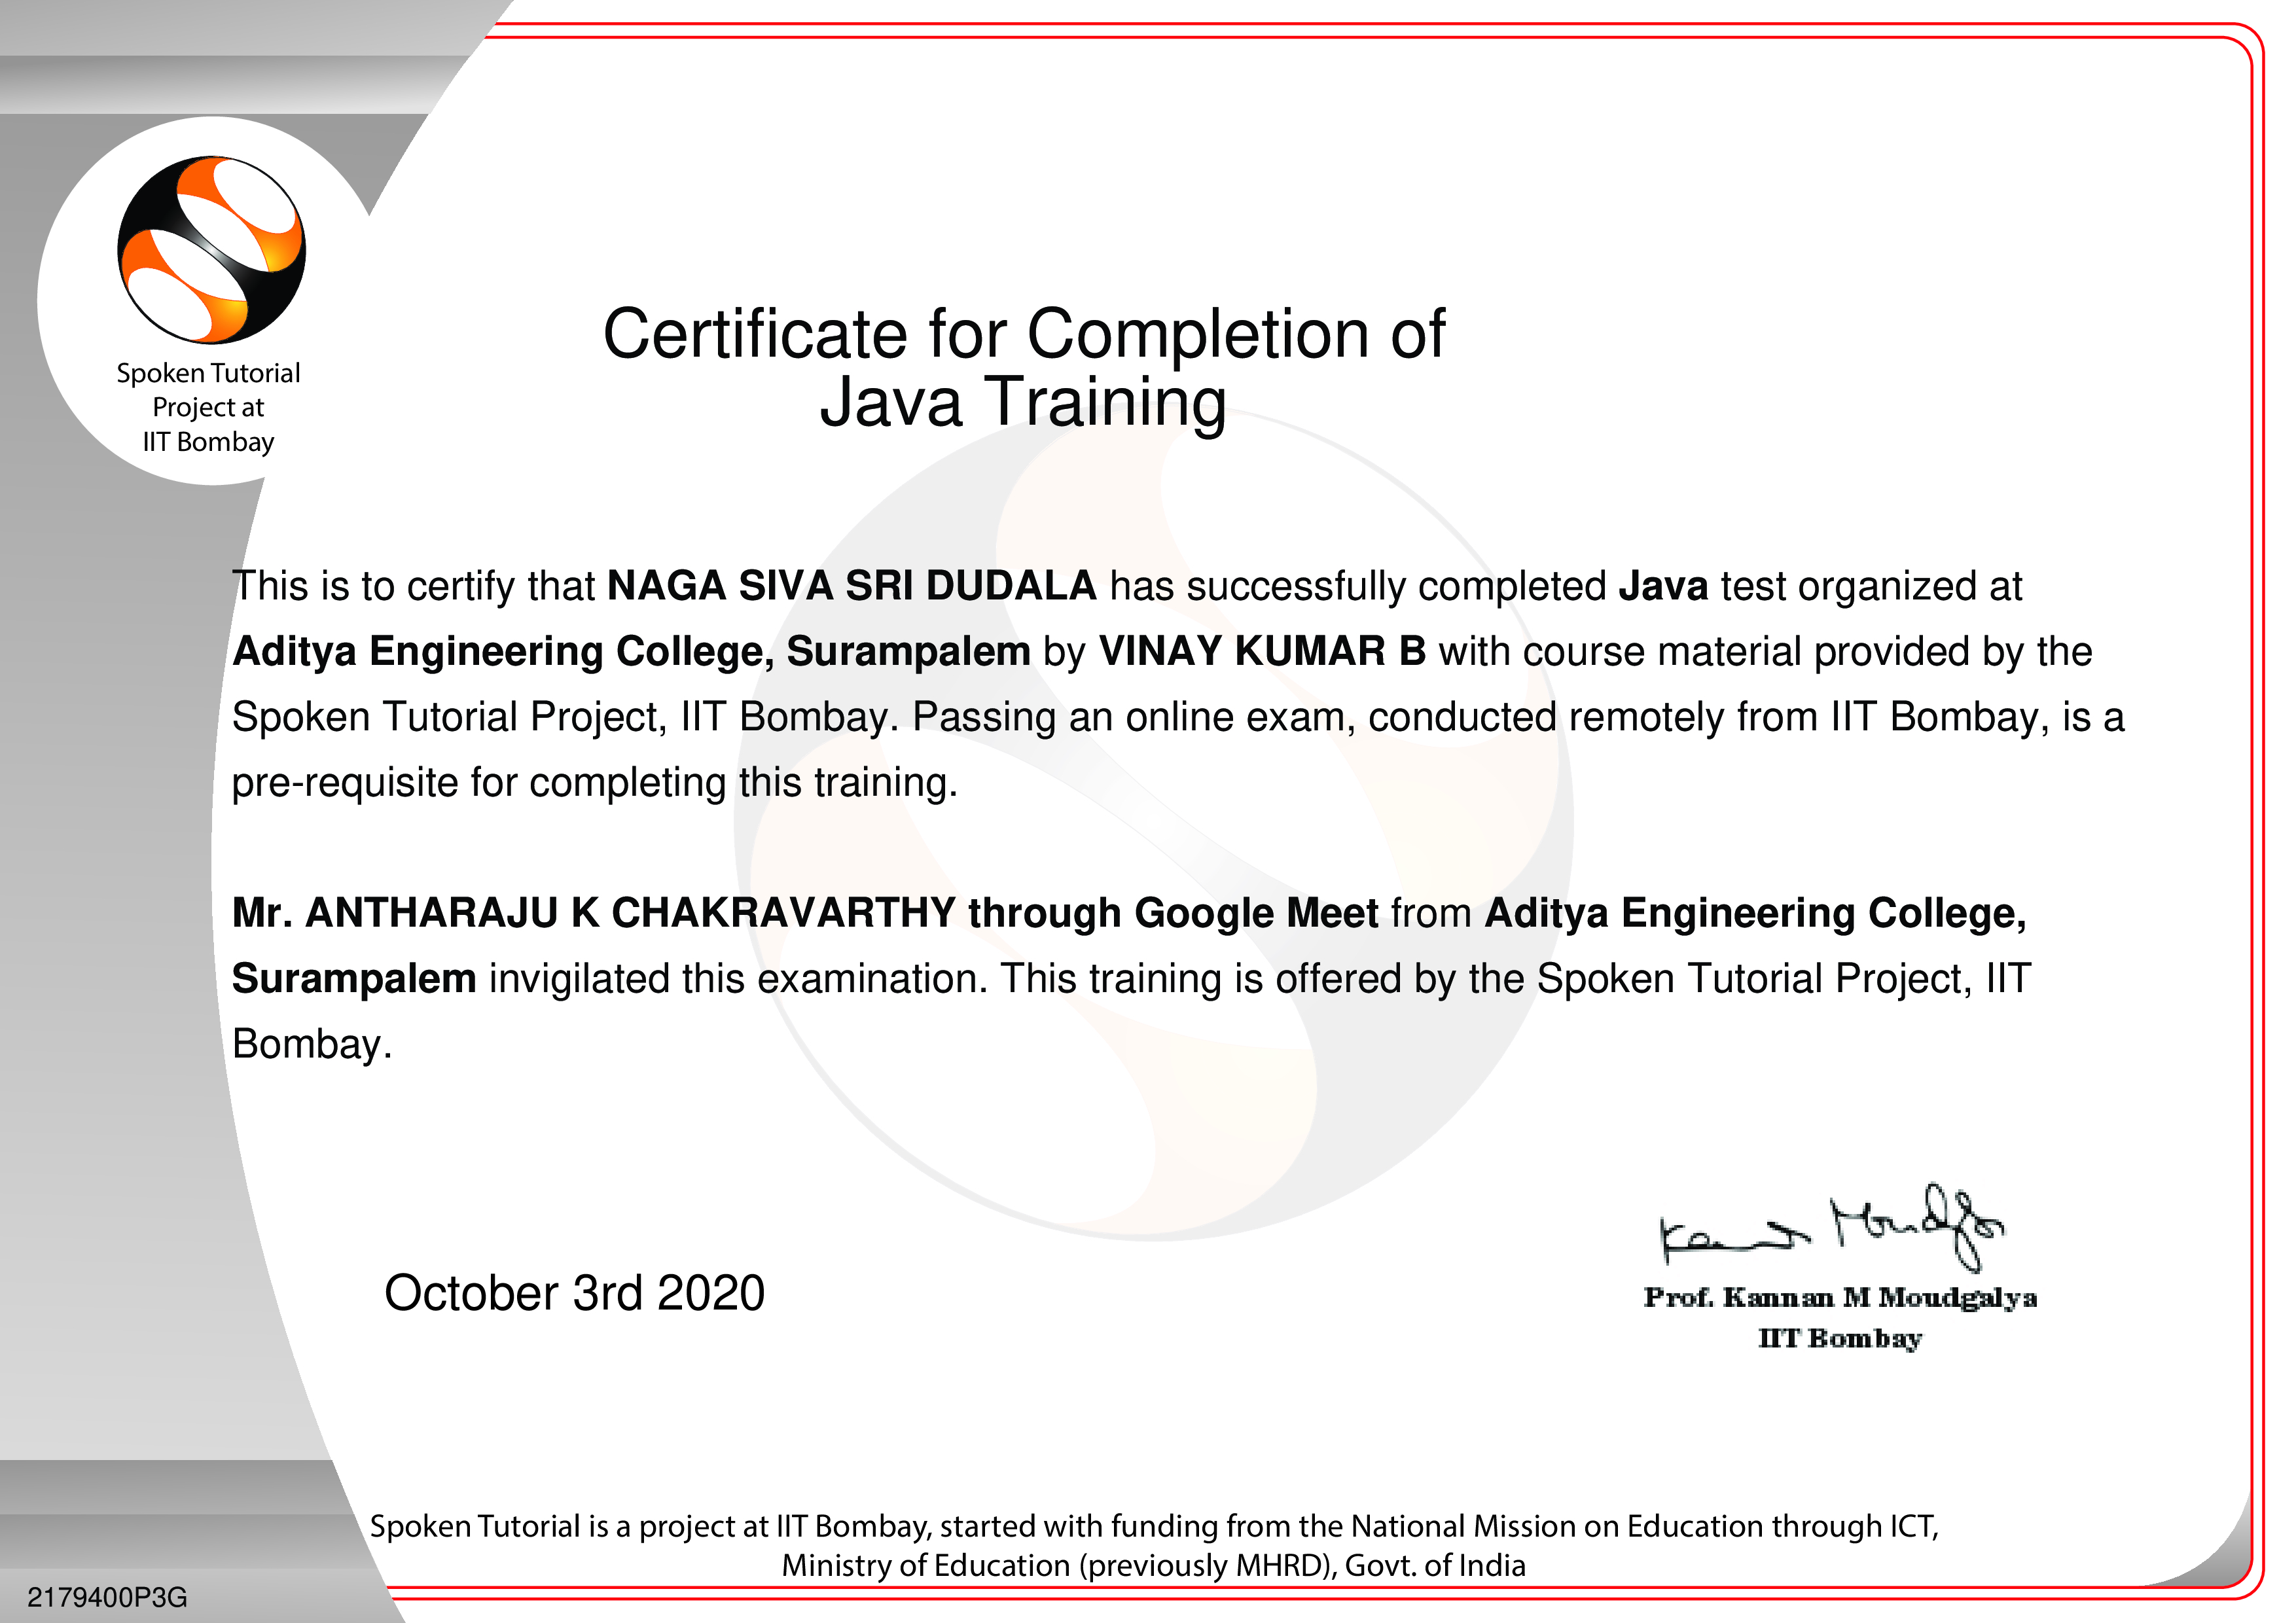 Spoken Tutorial
Project at
IIT Bombay
Certificate for Completion of
Java Training
This is to certify that NAGA SIVA SRI DUDALA has successfully completed Java test organized at
Aditya Engineering College, Surampalem by VINAY KUMAR B with course material provided by the
Spoken Tutorial Project, IIT Bombay. Passing an online exam, conducted remotely from IIT Bombay, is a
pre-requisite for completing this training.
Mr. ANTHARAJU K CHAKRAVARTHY through Google Meet from Aditya Engineering College,
Surampalem invigilated this examination. This training is offered by the Spoken Tutorial Project, IIT
Bombay.
October 3rd 2020
Prof. Kannan M Moudgalya
IIT Bombay
Spoken Tutorial is a project at IIT Bombay, started with funding from the National Mission on Education through ICT,
Ministry of Education (previously MHRD), Govt. of India
2179400P3G